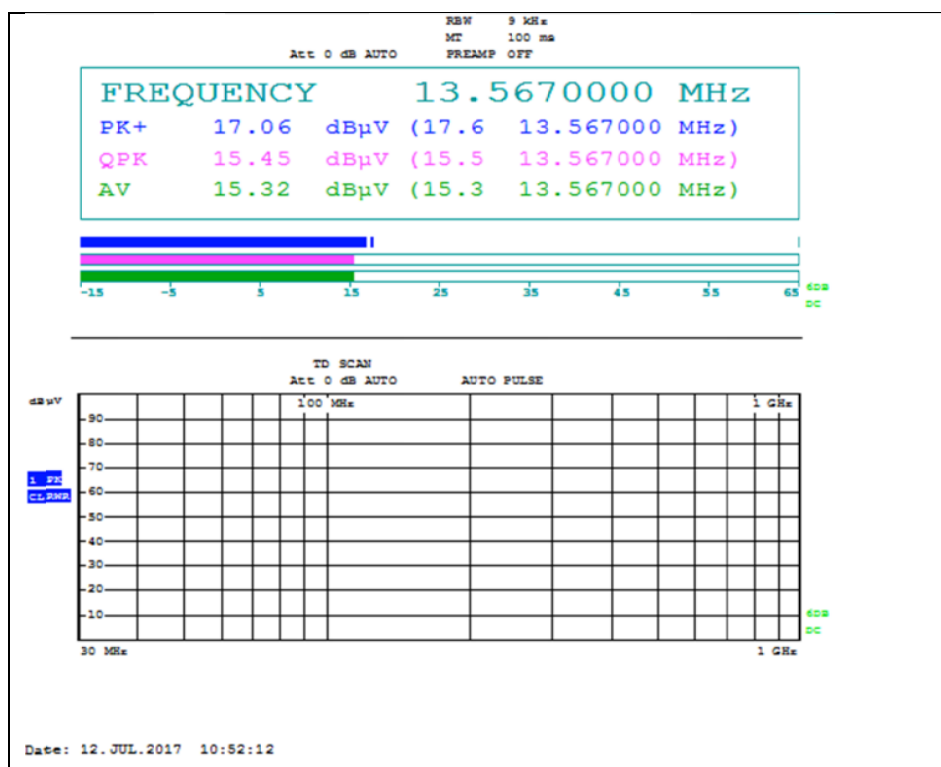 RBW 9 kHz
MT 100 ms
Att 0 dB AUTO PREAMP OFF
FREQUENCY 13.5670000 MHz
PK+ 17.06 dBµV (17.6 13.567000 MHz)
QPK 15.45 dBµV (15.5 13.567000 MHz)
AV 15.32 dBµV (15.3 13.567000 MHz)
-15 -5 5 15 25 35 45 55 65
6DB
DC
TD SCAN
Att 0 dB AUTO AUTO PULSE
dBµV
100 MHz 1 GHz
90
80
70
1 PK
CLRWR
60
50
40
30
20
10
6DB
DC
30 MHz 1 GHz
Date: 12.JUL.2017 10:52:12